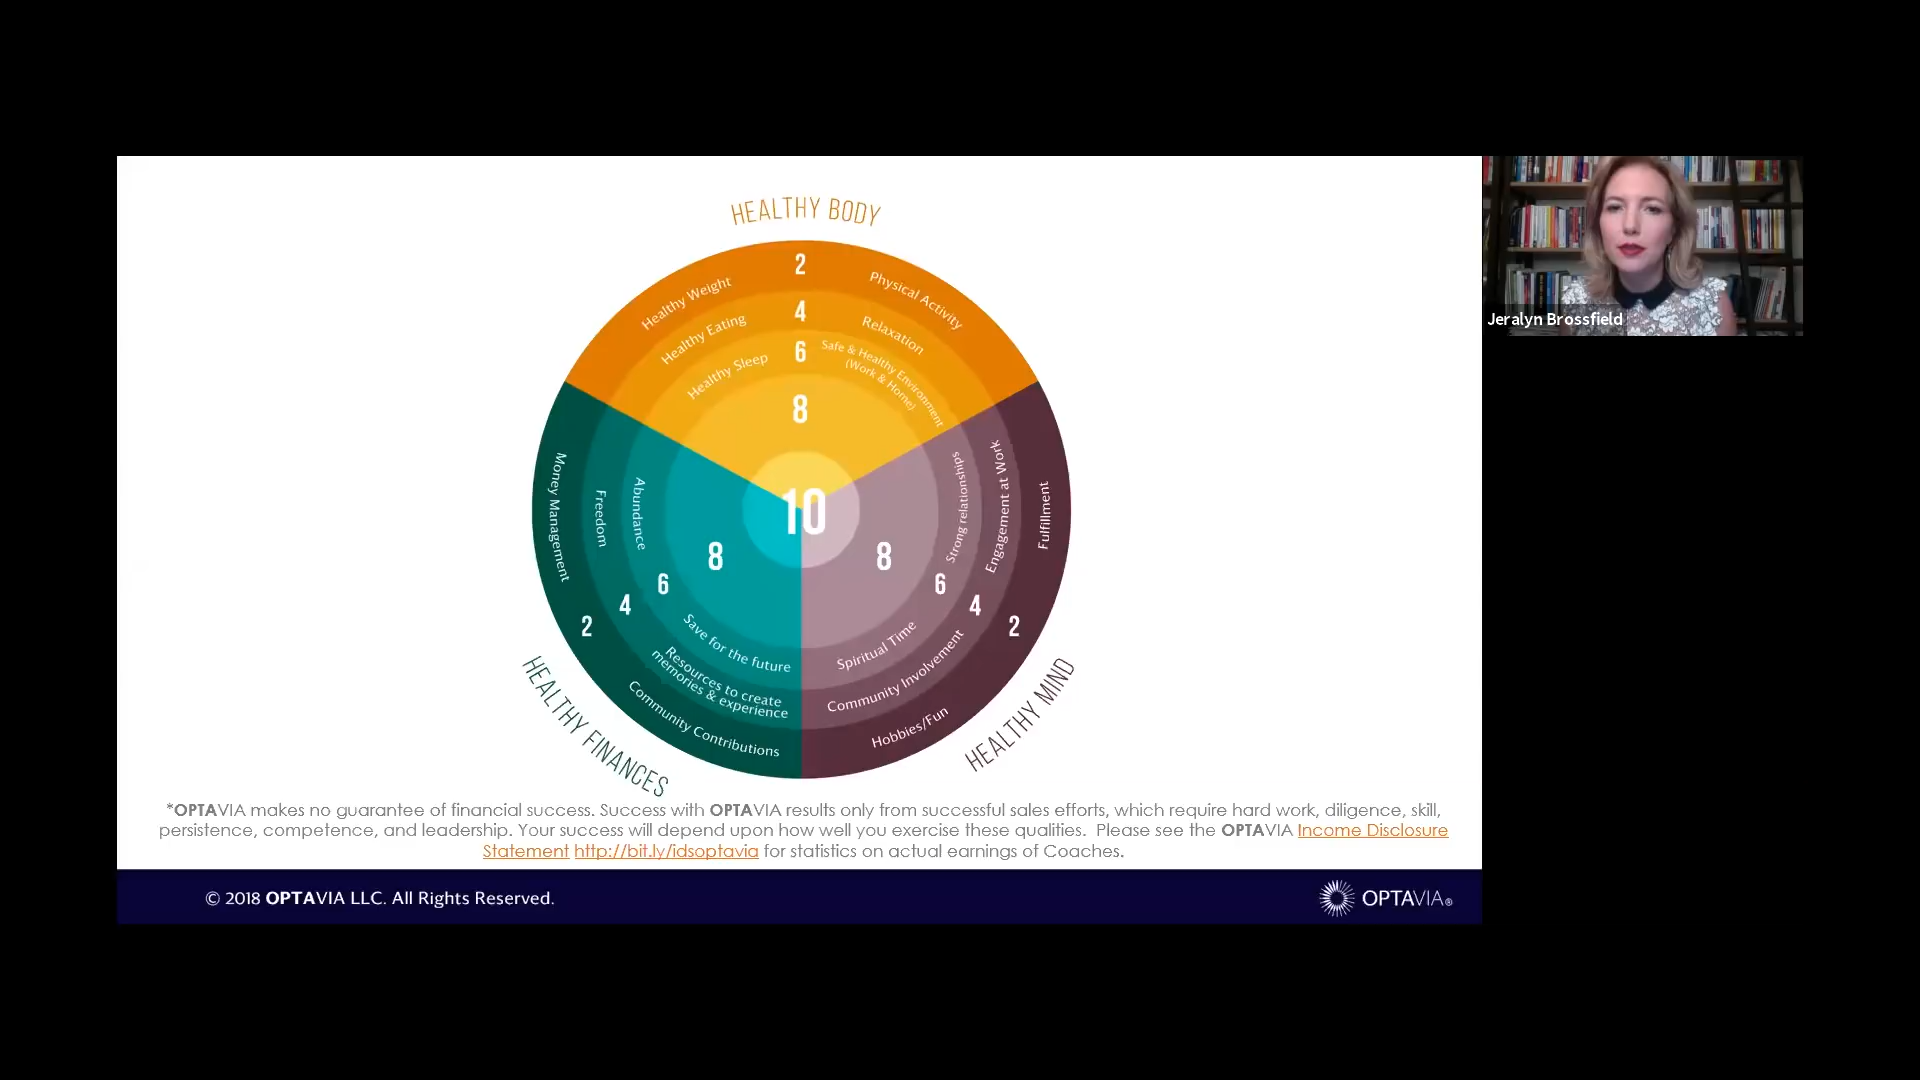 HEALTHY BODY
2
Healthy Weight
Physical Activity
4
Healthy Eating
Relaxation
6
Healthy Sleep
Safe & Healthy Environment
(Work & Home)
8
10
Money Management
Freedom
Abundance
8
6
4
2
Save for the future
Resources to create
memories & experience
Community Contributions
HEALTHY FINANCES
Strong relationships
Engagement at Work
Fulfillment
8
6
4
2
Spiritual Time
Community Involvement
Hobbies/Fun
HEALTHY MIND
*OPTAVIA makes no guarantee of financial success. Success with OPTAVIA results only from successful sales efforts, which require hard work, diligence, skill,
persistence, competence, and leadership. Your success will depend upon how well you exercise these qualities. Please see the OPTAVIA Income Disclosure
Statement http://bit.ly/idsoptavia for statistics on actual earnings of Coaches.
© 2018 OPTAVIA LLC. All Rights Reserved.
OPTAVIA®
Jeralyn Brossfield